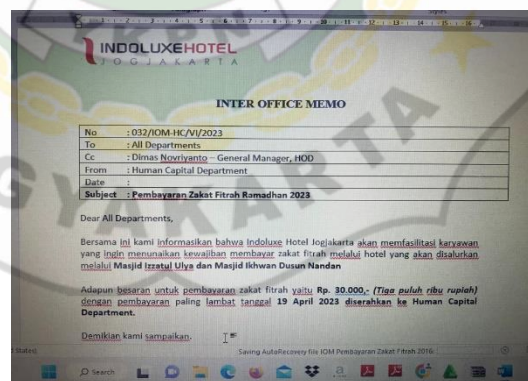 INDOLUXEHOTEL
JOGJAKARTA
INTER OFFICE MEMO
No : 032/IOM-HC/VI/2023
To : All Departments
Cc : Dimas Novriyanto – General Manager, HOD
From : Human Capital Department
Date :
Subject : Pembayaran Zakat Fitrah Ramadhan 2023
Dear All Departments,
Bersama ini kami informasikan bahwa Indoluxe Hotel Jogjakarta akan memfasilitasi karyawan
yang ingin menunaikan kewajiban membayar zakat fitrah melalui hotel yang akan disalurkan
melalui Masjid Izzatul Ulya dan Masjid Ikhwan Dusun Nandan
Adapun besaran untuk pembayaran zakat fitrah yaitu Rp. 30.000,- (Tiga puluh ribu rupiah)
dengan pembayaran paling lambat tanggal 19 April 2023 diserahkan ke Human Capital
Department.
Demikian kami sampaikan.
States)
Saving AutoRecovery file IOM Pembayaran Zakat Fitrah 2016:
Search